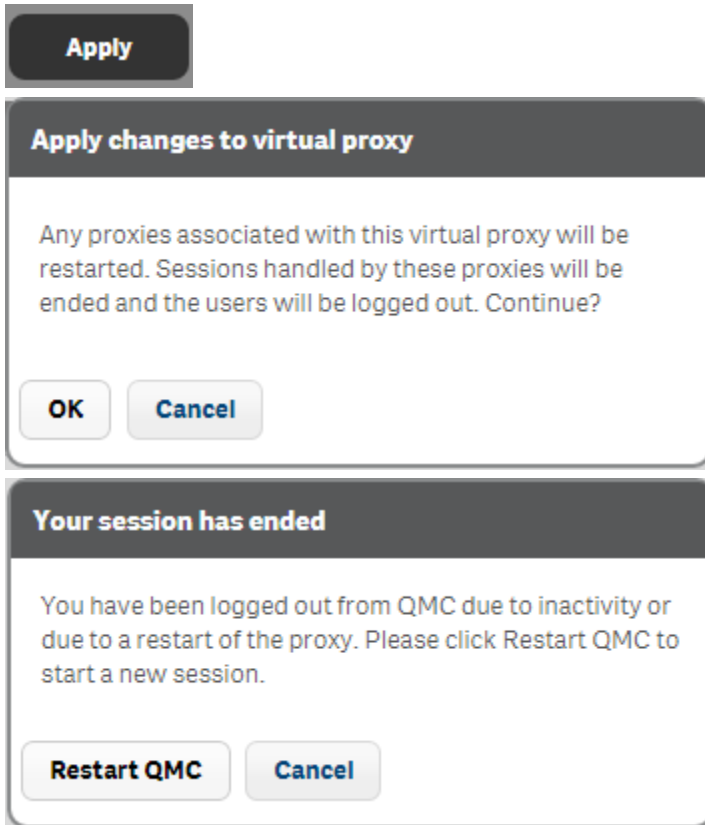 Apply
Apply changes to virtual proxy
Any proxies associated with this virtual proxy will be
restarted. Sessions handled by these proxies will be
ended and the users will be logged out. Continue?
OK Cancel
Your session has ended
You have been logged out from QMC due to inactivity or
due to a restart of the proxy. Please click Restart QMC to
start a new session.
Restart QMC Cancel